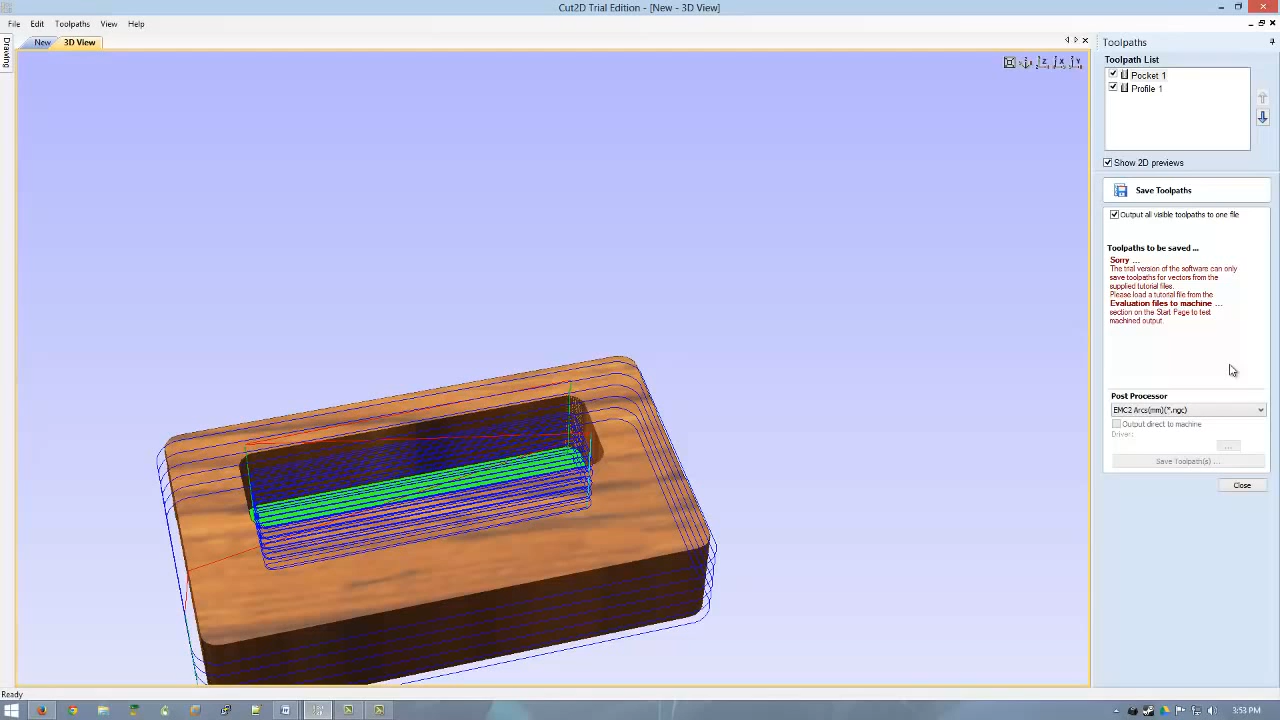 Cut2D Trial Edition - [New - 3D View]
File Edit Toolpaths View Help
New 3D View
Drawing
Z X Y
Toolpaths
Toolpath List
Pocket 1
Profile 1
Show 2D previews
Save Toolpaths
Output all visible toolpaths to one file
Toolpaths to be saved ...
Sorry ...
The trial version of the software can only
save toolpaths for vectors from the
supplied tutorial files.
Please load a tutorial file from the
Evaluation files to machine ...
section on the Start Page to test
machined output.
Post Processor
EMC2 Arcs(mm)(*.ngc)
Output direct to machine
Driver:
...
Save Toolpath(s) ...
Close
Ready
3:53 PM